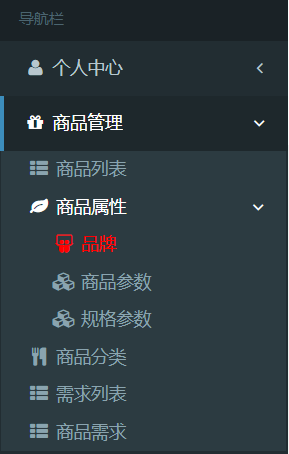 导航栏
个人中心
商品管理
商品列表
商品属性
品牌
商品参数
规格参数
商品分类
需求列表
商品需求